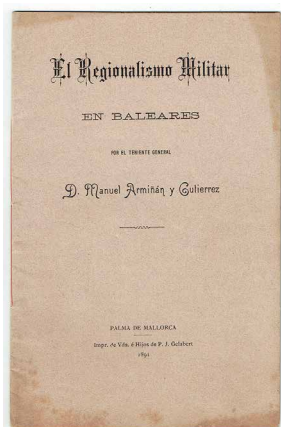 El Regionalismo Militar
EN BALEARES
POR EL TENIENTE GENERAL
D. Manuel Armiñán y Gutierrez
PALMA DE MALLORCA
Impr. de Vda. é Hijos de P. J. Gelabert
1891